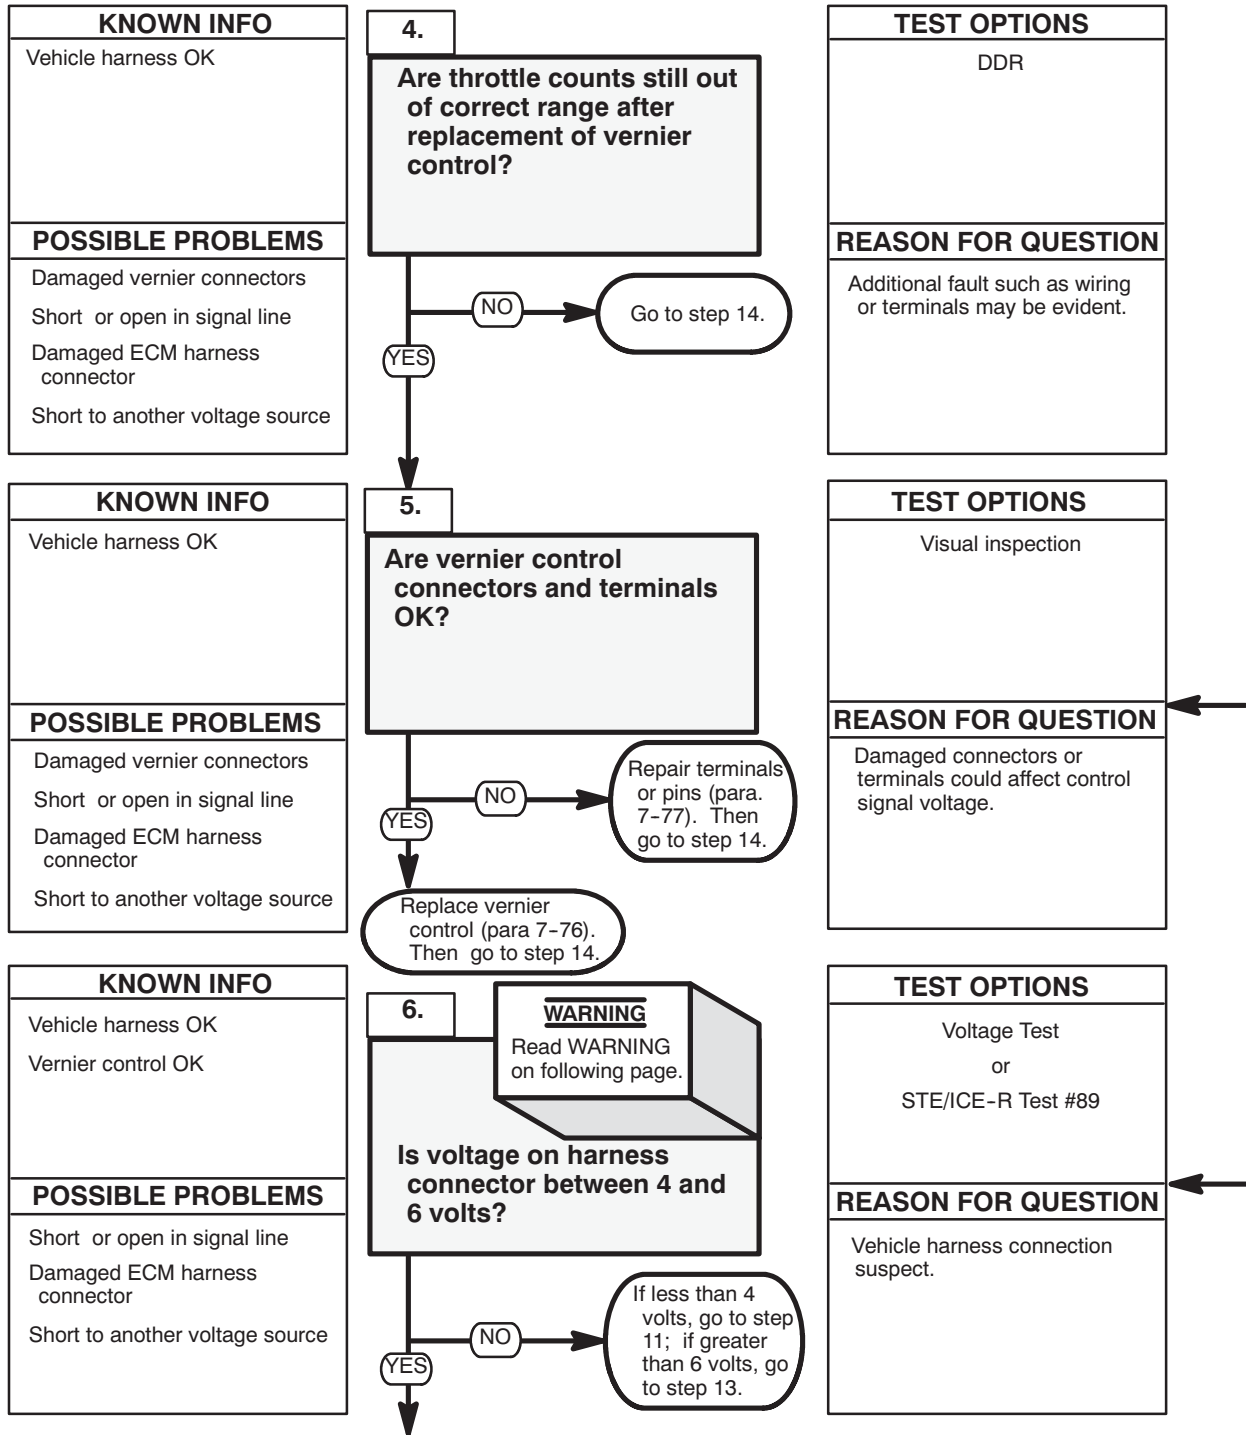 KNOWN INFO
Vehicle harness OK
POSSIBLE PROBLEMS
Damaged vernier connectors
Short or open in signal line
Damaged ECM harness
connector
Short to another voltage source
4.
Are throttle counts still out
of correct range after
replacement of vernier
control?
NO
Go to step 14.
YES
TEST OPTIONS
DDR
REASON FOR QUESTION
Additional fault such as wiring
or terminals may be evident.
KNOWN INFO
Vehicle harness OK
POSSIBLE PROBLEMS
Damaged vernier connectors
Short or open in signal line
Damaged ECM harness
connector
Short to another voltage source
5.
Are vernier control
connectors and terminals
OK?
NO
Repair terminals
or pins (para.
7-77). Then
go to step 14.
YES
Replace vernier
control (para 7-76).
Then go to step 14.
TEST OPTIONS
Visual inspection
REASON FOR QUESTION
Damaged connectors or
terminals could affect control
signal voltage.
KNOWN INFO
Vehicle harness OK
Vernier control OK
POSSIBLE PROBLEMS
Short or open in signal line
Damaged ECM harness
connector
Short to another voltage source
6.
WARNING
Read WARNING
on following page.
Is voltage on harness
connector between 4 and
6 volts?
NO
If less than 4
volts, go to step
11; if greater
than 6 volts, go
to step 13.
YES
TEST OPTIONS
Voltage Test
or
STE/ICE-R Test #89
REASON FOR QUESTION
Vehicle harness connection
suspect.